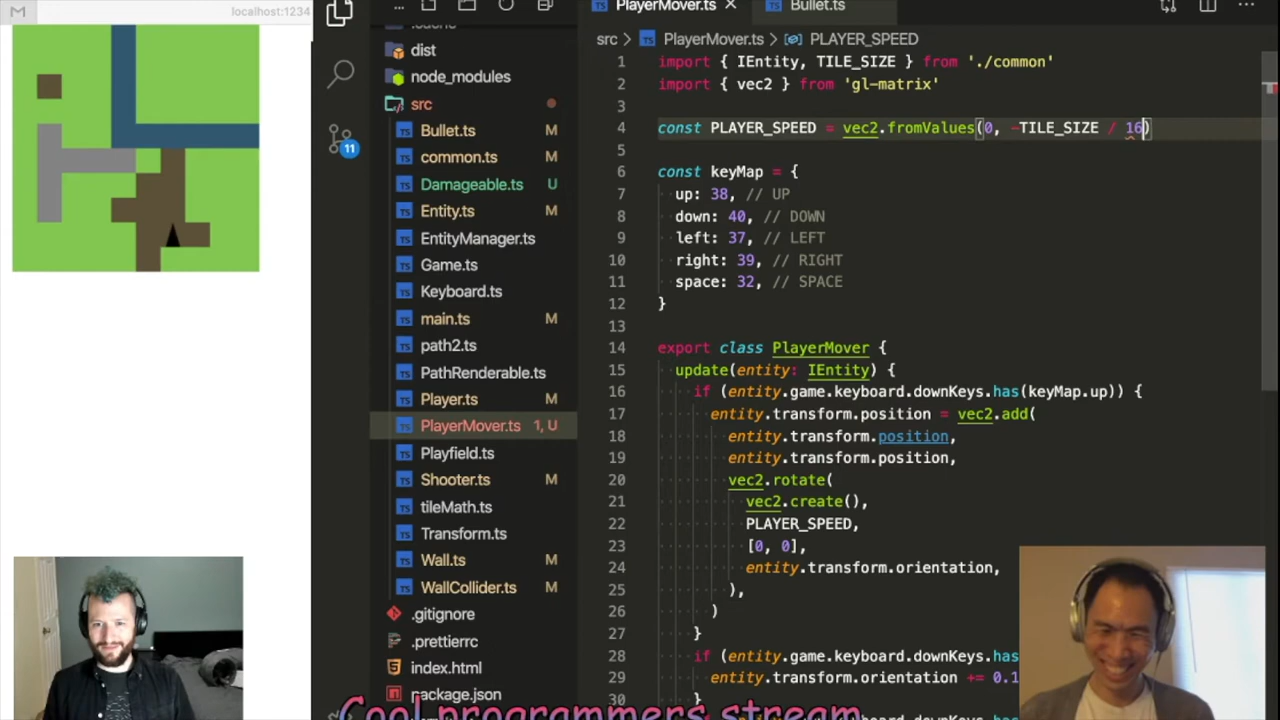 localhost:1234
11
dist
node_modules
src
Bullet.ts M
common.ts M
Damageable.ts U
Entity.ts M
EntityManager.ts
Game.ts
Keyboard.ts
main.ts M
path2.ts
PathRenderable.ts
Player.ts M
PlayerMover.ts 1, U
Playfield.ts
Shooter.ts M
tileMath.ts
Transform.ts
Wall.ts M
WallCollider.ts M
.gitignore
.prettierrc
index.html
package.json
PlayerMover.ts
Bullet.ts
src > PlayerMover.ts > PLAYER_SPEED
1 import { IEntity, TILE_SIZE } from './common'
2 import { vec2 } from 'gl-matrix'
3
4 const PLAYER_SPEED = vec2.fromValues(0, -TILE_SIZE / 16)
5
6 const keyMap = {
7 up: 38, // UP
8 down: 40, // DOWN
9 left: 37, // LEFT
10 right: 39, // RIGHT
11 space: 32, // SPACE
12 }
13
14 export class PlayerMover {
15 update(entity: IEntity) {
16 if (entity.game.keyboard.downKeys.has(keyMap.up)) {
17 entity.transform.position = vec2.add(
18 entity.transform.position,
19 entity.transform.position,
20 vec2.rotate(
21 vec2.create(),
22 PLAYER_SPEED,
23 [0, 0],
24 entity.transform.orientation,
25 ),
26 )
27 }
28 if (entity.game.keyboard.downKeys.has
29 entity.transform.orientation += 0.1
30 }
Cool programmers stream